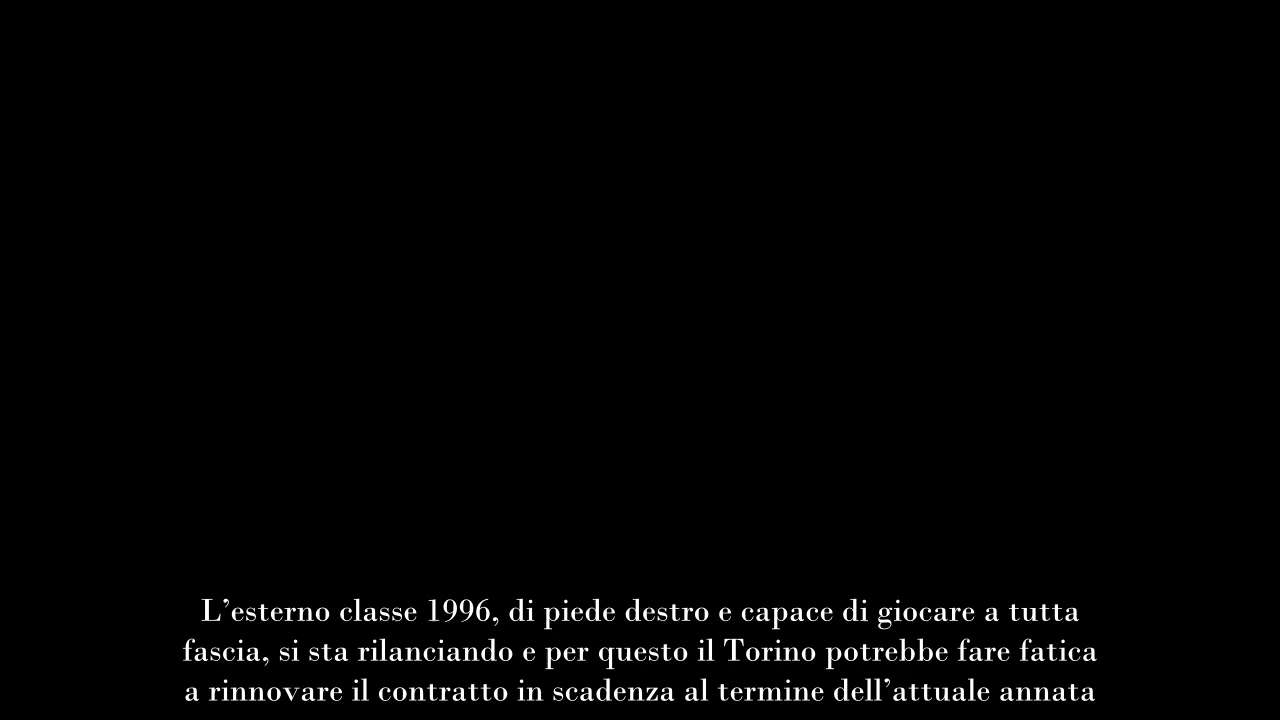 L’esterno classe 1996, di piede destro e capace di giocare a tutta
fascia, si sta rilanciando e per questo il Torino potrebbe fare fatica
a rinnovare il contratto in scadenza al termine dell’attuale annata